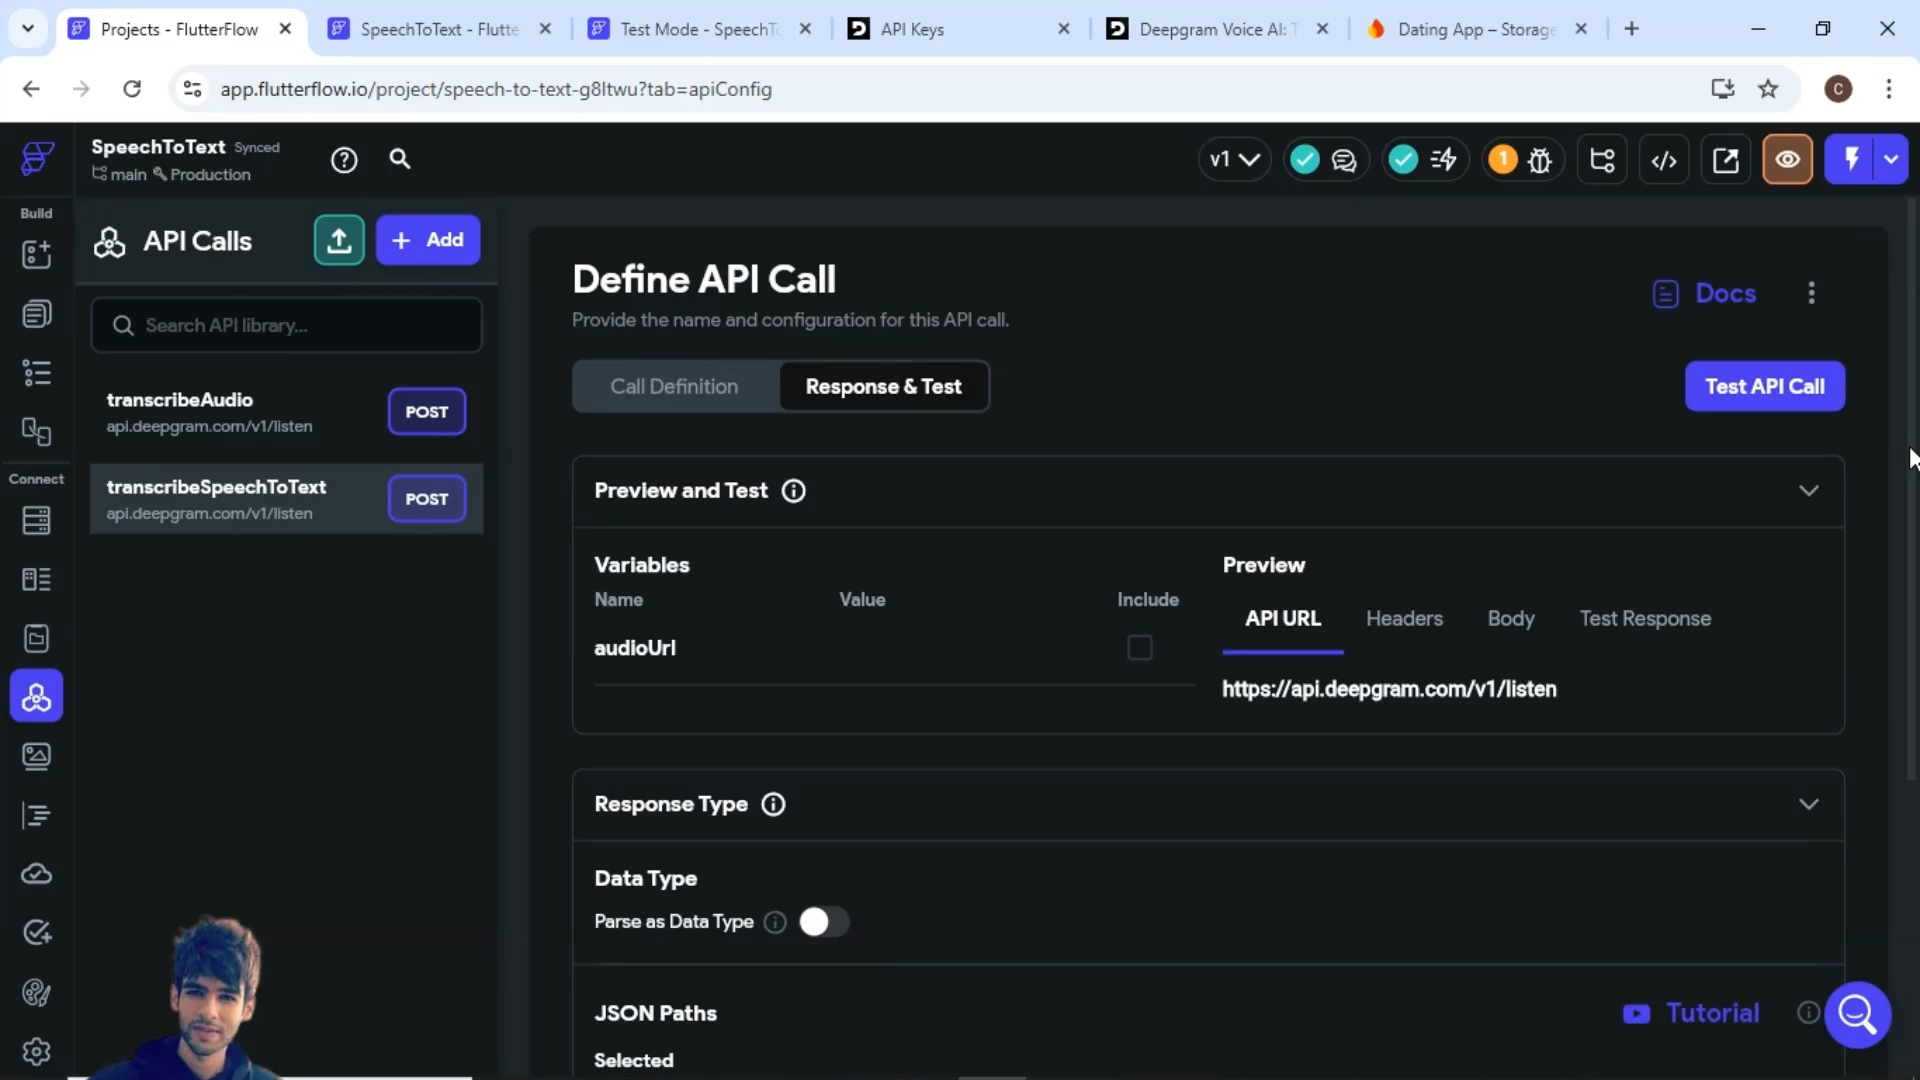 Projects - FlutterFlow
SpeechToText - Flutte
Test Mode - SpeechTo
API Keys
Deepgram Voice AI: T
Dating App – Storage
app.flutterflow.io/project/speech-to-text-g8ltwu?tab=apiConfig
C
SpeechToText Synced
main Production
v1
1
Build
API Calls
Add
Define API Call
Docs
Provide the name and configuration for this API call.
Search API library...
Call Definition
Response & Test
Test API Call
transcribeAudio
api.deepgram.com/v1/listen
POST
Connect
transcribeSpeechToText
api.deepgram.com/v1/listen
POST
Preview and Test
Variables
Preview
Name
Value
Include
API URL
Headers
Body
Test Response
audioUrl
https://api.deepgram.com/v1/listen
Response Type
Data Type
Parse as Data Type
JSON Paths
Tutorial
Selected